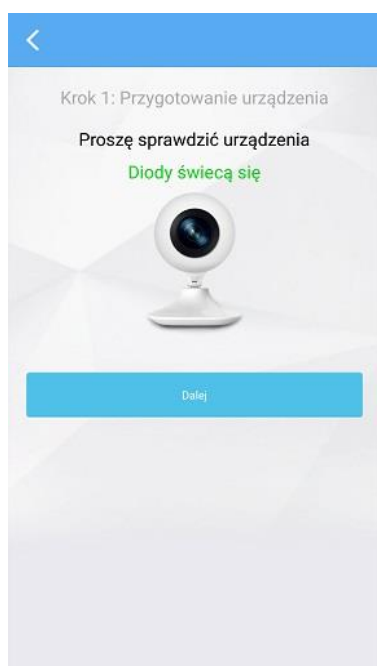 Krok 1: Przygotowanie urządzenia
Proszę sprawdzić urządzenia
Diody świecą się
Dalej